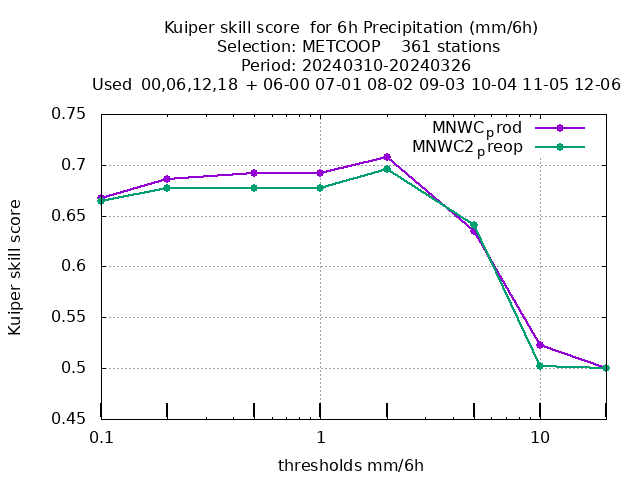 Kuiper skill score  for 6h Precipitation (mm/6h)
Selection: METCOOP    361 stations
Period: 20240310-20240326
Used  00,06,12,18  + 06-00 07-01 08-02 09-03 10-04 11-05 12-06
MNWCprod
MNWC2preop
0.75
0.7
0.65
0.6
0.55
0.5
0.45
Kuiper skill score
0.1
1
10
thresholds mm/6h